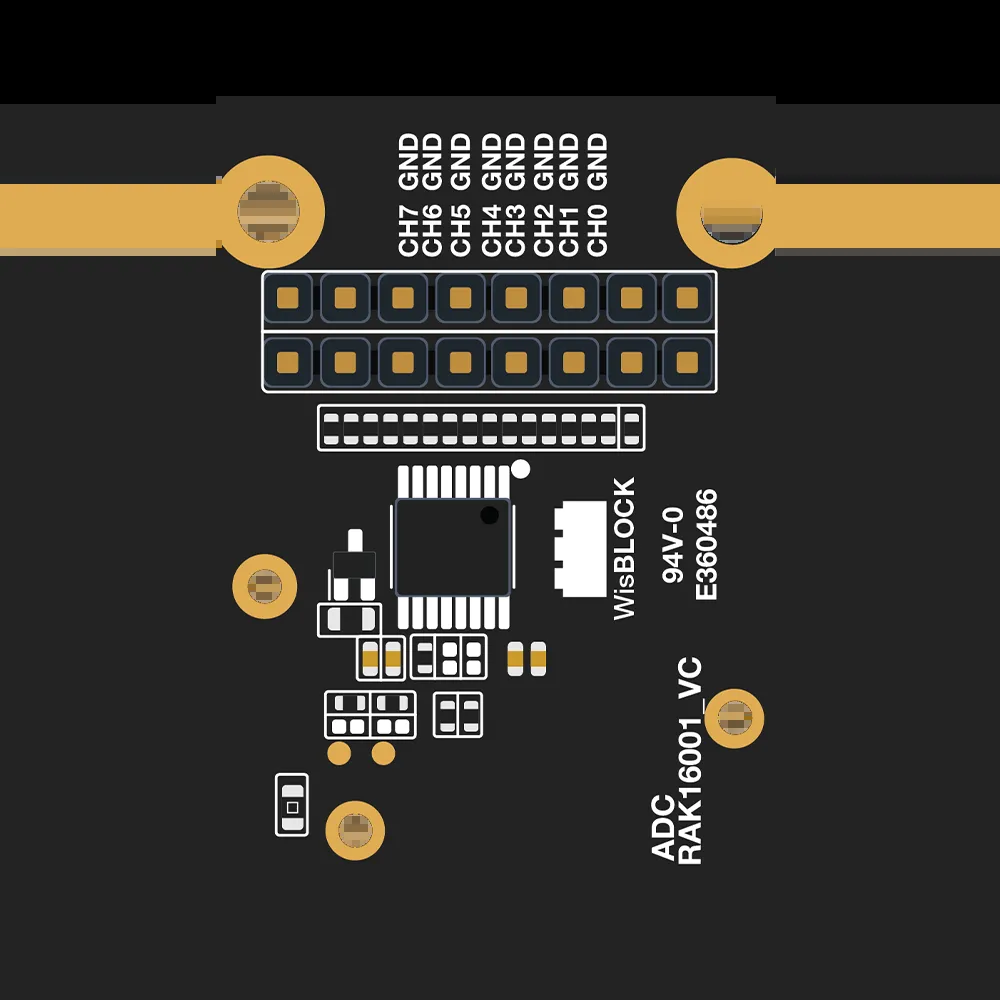 CH7 GND
CH6 GND
CH5 GND
CH4 GND
CH3 GND
CH2 GND
CH1 GND
CH0 GND
WisBLOCK
94V-0
E360486
ADC
RAK16001_VC